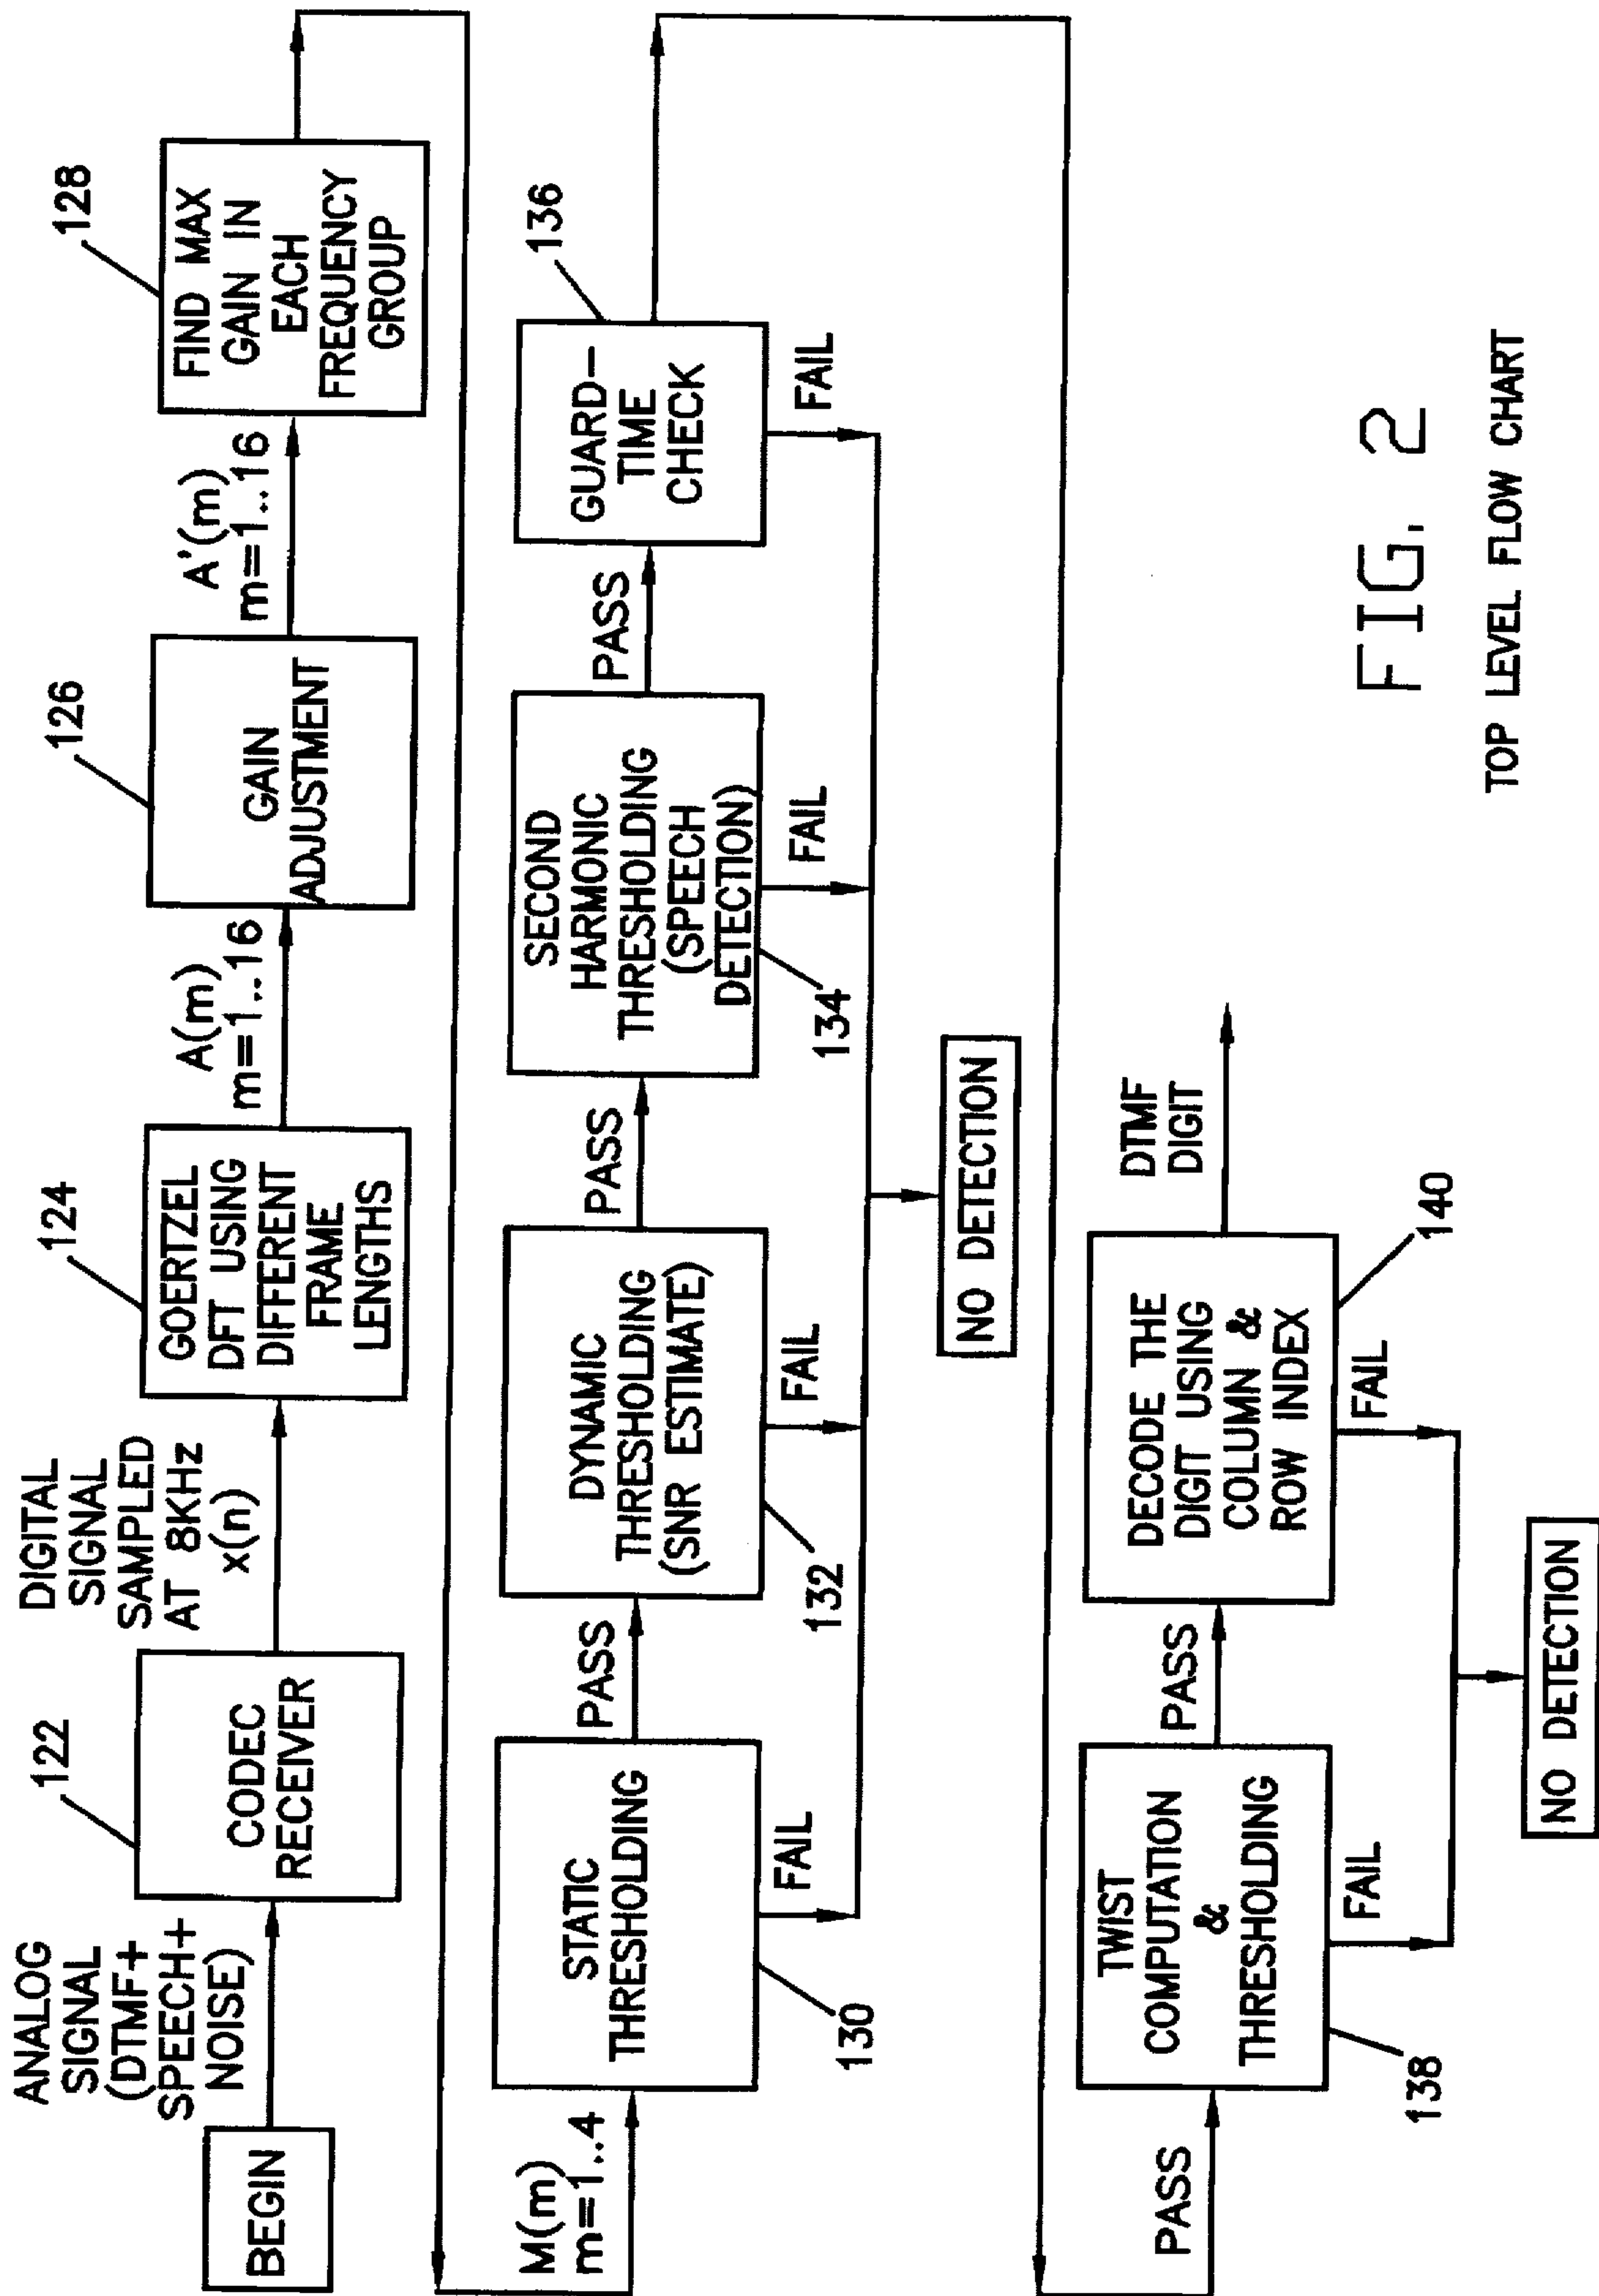 BEGIN
ANALOG
SIGNAL
(DTMF+
SPEECH+
NOISE)
122
CODEC
RECEIVER
DIGITAL
SIGNAL
SAMPLED
AT 8KHz
x(n)
124
GOERTZEL
DFT USING
DIFFERENT
FRAME
LENGTHS
A(m)
m=1..16
126
GAIN
ADJUSTMENT
A'(m)
m=1..16
128
FIND MAX
GAIN IN
EACH
FREQUENCY
GROUP
M(m)
m=1..4
STATIC
THRESHOLDING
130
FAIL
PASS
DYNAMIC
THRESHOLDING
(SNR ESTIMATE)
132
FAIL
PASS
SECOND
HARMONIC
THRESHOLDING
(SPEECH
DETECTION)
134
FAIL
PASS
136
GUARD–
TIME
CHECK
FAIL
NO DETECTION
PASS
TWIST
COMPUTATION
&
THRESHOLDING
138
FAIL
PASS
DECODE THE
DIGIT USING
COLUMN &
ROW INDEX
140
FAIL
DTMF
DIGIT
NO DETECTION
FIG. 2
TOP LEVEL FLOW CHART